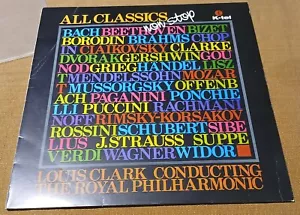 ALL CLASSICS
non stop
K-tel
BACH BEETHOVEN BIZET
BORODIN BRAHMS CHOP
IN CIAIKOVSKY CLARKE
DVORAK GERSHWIN GOU
NOD GRIEG HANDEL LISZ
T MENDELSSOHN MOZAR
T MUSSORGSKY OFFENB
ACH PAGANINI PONCHIE
LLI PUCCINI RACHMANI
NOFF RIMSKY-KORSAKOV
ROSSINI SCHUBERT SIBE
LIUS J. STRAUSS SUPPE
VERDI WAGNER WIDOR
LOUIS CLARK CONDUCTING
THE ROYAL PHILHARMONIC